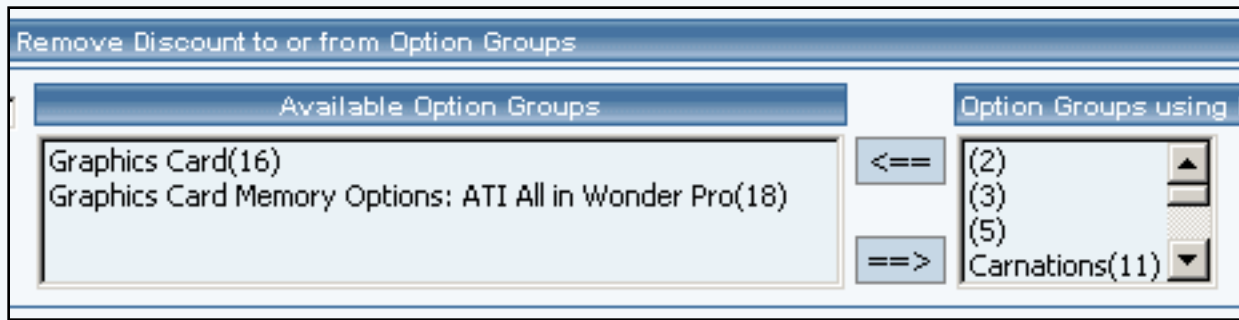 Remove Discount to or from Option Groups
Available Option Groups
Option Groups using
Graphics Card(16)
Graphics Card Memory Options: ATI All in Wonder Pro(18)
<==
==>
(2)
(3)
(5)
Carnations(11)